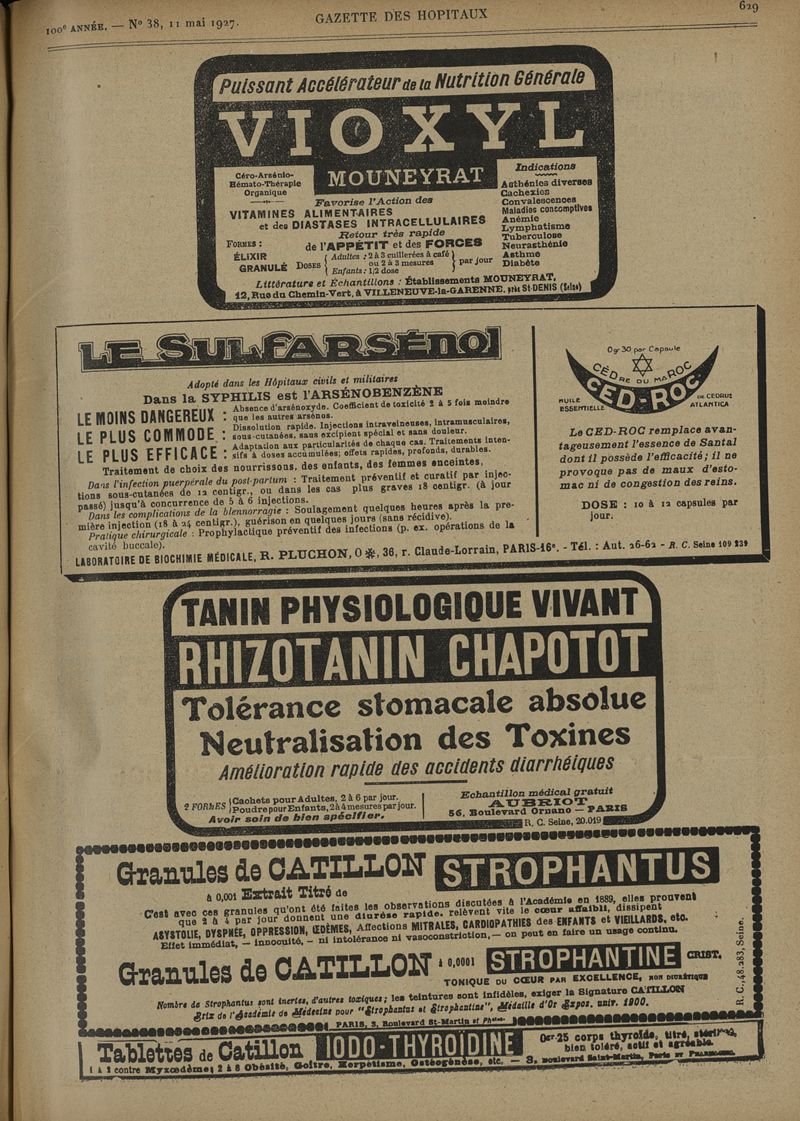 100e ANNÉE. — No 38, 11 mai 1927.
GAZETTE DES HOPITAUX
629
Puissant Accélérateur de la Nutrition Générale
VIOXYL
MOUNEYRAT
Céro-Arsénio-
Hémato-Thérapie
Organique
Favorise l'Action des
VITAMINES ALIMENTAIRES
et des DIASTASES INTRACELLULAIRES
Retour très rapide
de l'APPÉTIT et des FORCES
FORMES :
ÉLIXIR
GRANULÉ
DOSES
Adultes : 2 à 3 cuillerées à café
ou 2 à 3 mesures
Enfants : 1/2 dose
par jour
Indications
Asthénies diverses
Cachexies
Convalescences
Maladies consomptives
Anémie
Lymphatisme
Tuberculose
Neurasthénie
Asthme
Diabète
Littérature et Échantillons : Établissements MOUNEYRAT,
12, Rue du Chemin-Vert, à VILLENEUVE-la-GARENNE, près St-DENIS (Seine)
LE SULFARSÉNOL
Adopté dans les Hôpitaux civils et militaires
Dans la SYPHILIS est l'ARSÉNOBENZÈNE
LE MOINS DANGEREUX : Absence d'arsénoxyde. Coefficient de toxicité 2 à 5 fois moindre
que les autres arsénos.
LE PLUS COMMODE : Dissolution rapide. Injections intraveineuses, intramusculaires,
sous-cutanées, sans excipient spécial et sans douleur.
LE PLUS EFFICACE : Adaptation aux particularités de chaque cas. Traitements inten-
sifs à doses accumulées; effets rapides, profonds, durables.
Traitement de choix des nourrissons, des enfants, des femmes enceintes,
Dans l'infection puerpérale du post-partum : Traitement préventif et curatif par injec-
tions sous-cutanées de 12 centigr., ou dans les cas plus graves 18 centigr. (à jour
passé) jusqu'à concurrence de 5 à 6 injections.
Dans les complications de la blennorragie : Soulagement quelques heures après la pre-
mière injection (18 à 24 centigr.), guérison en quelques jours (sans récidive).
Pratique chirurgicale : Prophylactique préventif des infections (p. ex. opérations de la
cavité buccale).
LABORATOIRE DE BIOCHIMIE MÉDICALE, R. PLUCHON, O ✻, 36, r. Claude-Lorrain, PARIS-16e. - Tél. : Aut. 26-62 - R. C. Seine 109 239
0gr 30 par Capsule
CÈDRE DU MAROC
CED-ROC
HUILE
ESSENTIELLE
DE CEDRUS
ATLANTICA
Le CED-ROC remplace avan-
tageusement l'essence de Santal
dont il possède l'efficacité; il ne
provoque pas de maux d'esto-
mac ni de congestion des reins.
DOSE : 10 à 12 capsules par
jour.
TANIN PHYSIOLOGIQUE VIVANT
RHIZOTANIN CHAPOTOT
Tolérance stomacale absolue
Neutralisation des Toxines
Amélioration rapide des accidents diarrhéiques
2 FORMES
Cachets pour Adultes, 2 à 6 par jour.
Poudre pour Enfants, 2 à 4 mesures par jour.
Avoir soin de bien spécifier.
Echantillon médical gratuit
AUBRIOT
56, Boulevard Ornano — PARIS
R. C. Seine, 20.019
Granules de CATILLON STROPHANTUS
à 0,001 Extrait Titré de
C'est avec ces granules qu'ont été faites les observations discutées à l'Académie en 1889, elles prouvent
que 2 à 4 par jour donnent une diurèse rapide, relèvent vite le cœur affaibli, dissipent
ASYSTOLIE, DYSPNÉE, OPPRESSION, ŒDÈMES, Affections MITRALES, CARDIOPATHIES des ENFANTS et VIEILLARDS, etc.
Effet immédiat, — innocuité, — ni intolérance ni vasoconstriction, — on peut en faire un usage continu.
Granules de CATILLON à 0,0001 STROPHANTINE CRIST.
TONIQUE DU CŒUR PAR EXCELLENCE, NON DIURÉTIQUE
Nombre de Strophantus sont inertes, d'autres toxiques; les teintures sont infidèles, exiger la Signature CATILLON
Prix de l'Académie de Médecine pour "Strophantus et Strophantine", Médaille d'Or Expos. univ. 1900.
PARIS, 3, Boulevard St-Martin et Phies
R. C., 48.283, Seine.
Tablettes de Catillon IODO-THYROIDINE
0gr.25 corps thyroïde, titré, stérilisé,
bien toléré, actif et agréable.
1 à 2 contre Myxœdème; 2 à 8 Obésité, Goitre, Herpétisme, Ostéogénèse, etc. — 3, boulevard Saint-Martin, Paris ET PHARMACIES.